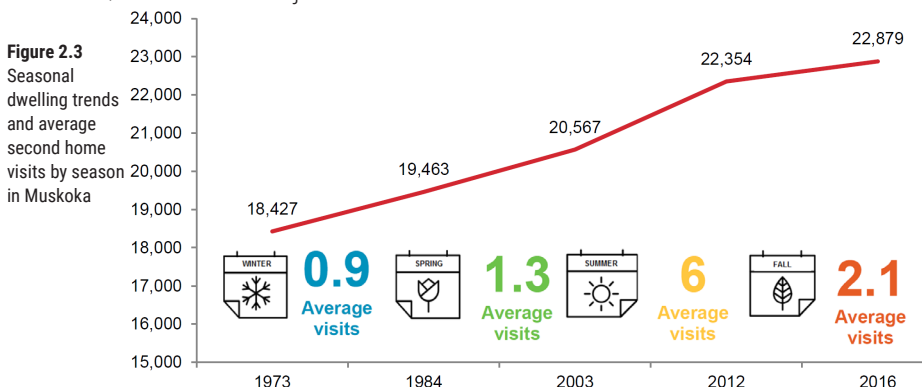 Figure 2.3
Seasonal
dwelling trends
and average
second home
visits by season
in Muskoka
24,000
23,000
22,000
21,000
20,000
19,000
18,000
17,000
16,000
15,000
18,427
19,463
20,567
22,354
22,879
WINTER
0.9
Average
visits
SPRING
1.3
Average
visits
SUMMER
6
Average
visits
FALL
2.1
Average
visits
1973
1984
2003
2012
2016